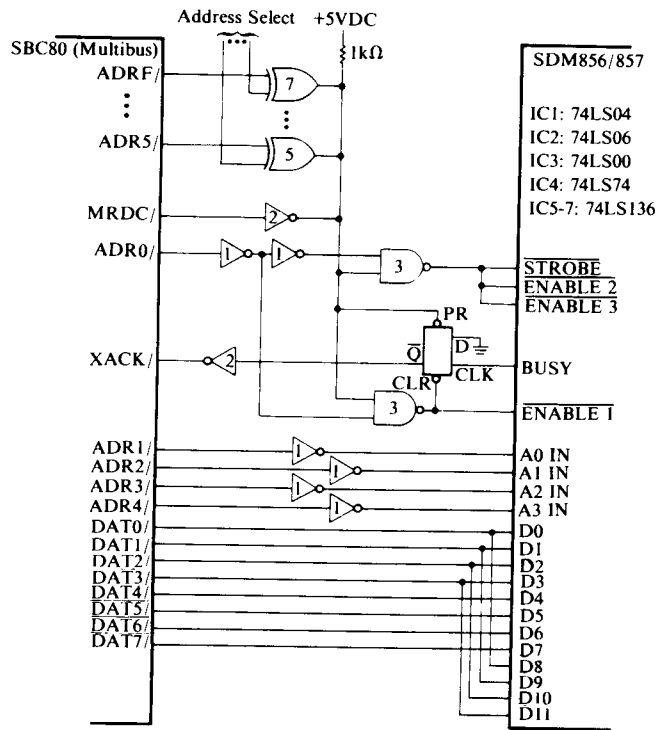 Address Select
+5VDC
1kΩ
SBC80 (Multibus)
SDM856/857
ADRF/
7
IC1: 74LS04
IC2: 74LS06
IC3: 74LS00
IC4: 74LS74
IC5-7: 74LS136
ADR5/
5
MRDC/
2
ADR0/
1
1
3
STROBE
ENABLE 2
ENABLE 3
PR
Q
D
XACK/
2
CLR
CLK
BUSY
3
ENABLE 1
ADR1/
1
A0 IN
ADR2/
1
A1 IN
ADR3/
1
A2 IN
ADR4/
1
A3 IN
DAT0/
D0
DAT1/
D1
DAT2/
D2
DAT3/
D3
DAT4/
D4
DAT5/
D5
DAT6/
D6
DAT7/
D7
D8
D9
D10
D11